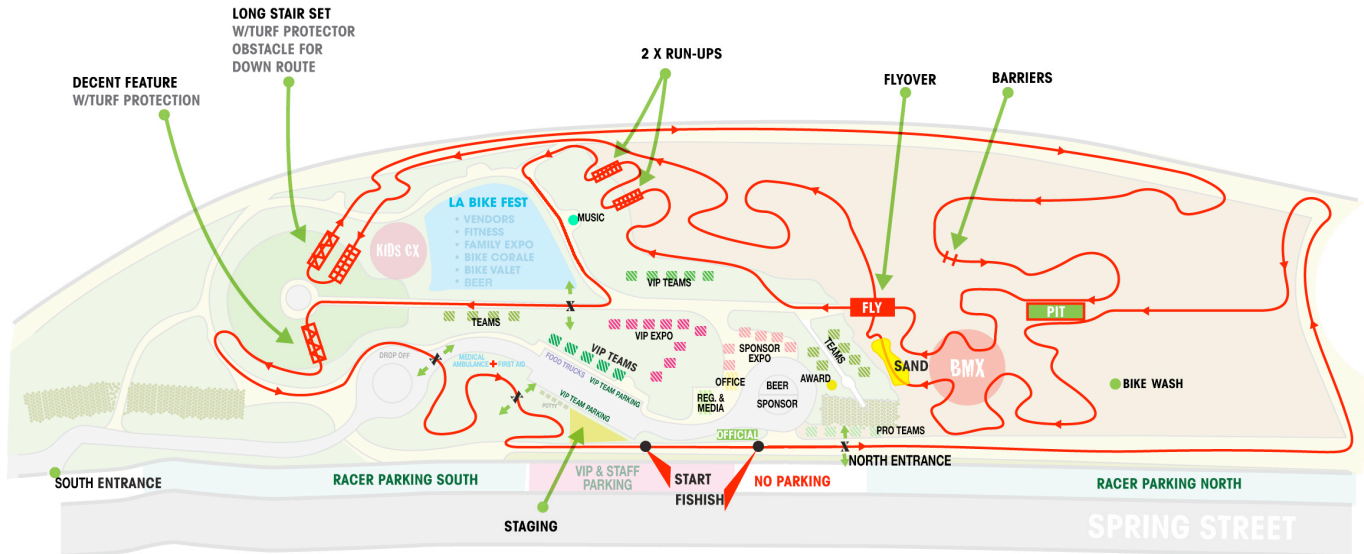 LONG STAIR SET
W/TURF PROTECTOR
OBSTACLE FOR
DOWN ROUTE
2 X RUN-UPS
DECENT FEATURE
W/TURF PROTECTION
FLYOVER
BARRIERS
LA BIKE FEST
• VENDORS
• FITNESS
• FAMILY EXPO
• BIKE CORALE
• BIKE VALET
• BEER
KIDS CX
MUSIC
VIP TEAMS
X
FLY
PIT
TEAMS
VIP EXPO
VIP TEAMS
SPONSOR
EXPO
TEAMS
DROP OFF
X
MEDICAL
AMBULANCE + FIRST AID
FOOD TRUCKS
VIP TEAM PARKING
SAND
BMX
OFFICE
AWARD
BEER
SPONSOR
BIKE WASH
X
POTTY
VIP TEAM PARKING
REG. &
MEDIA
OFFICIAL
PRO TEAMS
X
NORTH ENTRANCE
SOUTH ENTRANCE
RACER PARKING SOUTH
VIP & STAFF
PARKING
START
FISHISH
NO PARKING
RACER PARKING NORTH
STAGING
SPRING STREET